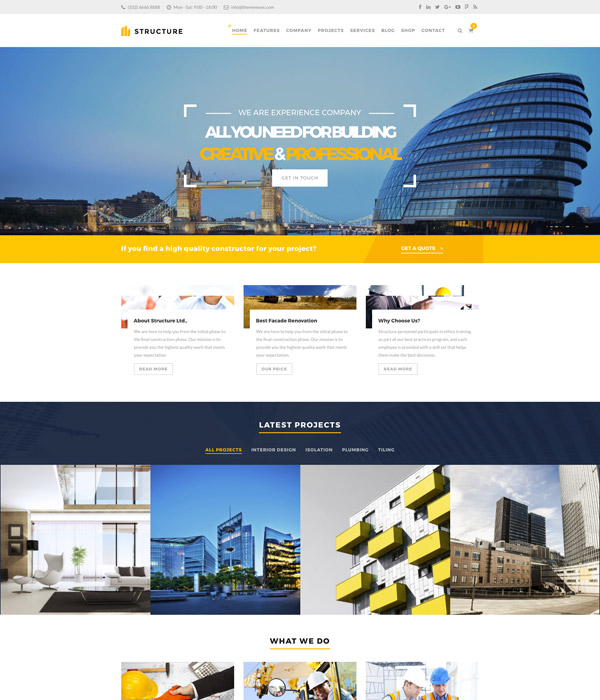 (032) 6666 8888 Mon - Sat: 9:00 - 18:00
STRUCTURE
HOME FEATURES COMPANY PROJECTS SERVICES BLOG SHOP CONTACT
WE ARE EXPERIENCE COMPANY
ALL YOU NEED FOR BUILDING
CREATIVE & PROFESSIONAL
GET IN TOUCH
If you find a high quality constructor for your project?
GET A QUOTE
About Structure Ltd.,
We are here to help you from the initial phase to
the final construction phase. Our mission is to
provide you the highest quality work that meets
your expectation
READ MORE
Best Facade Renovation
We are here to help you from the initial phase to
the final construction phase. Our mission is to
provide you the highest quality work that meets
your expectation.
OUR PRICE
Why Choose Us?
Structure personnel participate in ethics training
as part of our best practices program, and each
employee is provided with a skill set that helps
them make the best decisions.
READ MORE
LATEST PROJECTS
ALL PROJECTS INTERIOR DESIGN ISOLATION PLUMBING TILING
WHAT WE DO